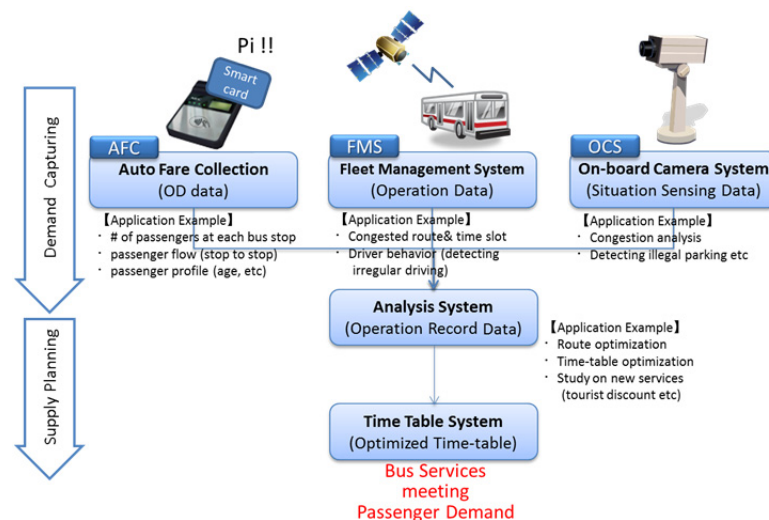 Pi !!
Smart
card
Demand Capturing
AFC
Auto Fare Collection
(OD data)
【Application Example】
· # of passengers at each bus stop
· passenger flow (stop to stop)
· passenger profile (age, etc)
FMS
Fleet Management System
(Operation Data)
【Application Example】
· Congested route& time slot
· Driver behavior (detecting
irregular driving)
OCS
On-board Camera System
(Situation Sensing Data)
【Application Example】
· Congestion analysis
· Detecting illegal parking etc
Supply Planning
Analysis System
(Operation Record Data)
【Application Example】
· Route optimization
· Time-table optimization
· Study on new services
(tourist discount etc)
Time Table System
(Optimized Time-table)
Bus Services
meeting
Passenger Demand